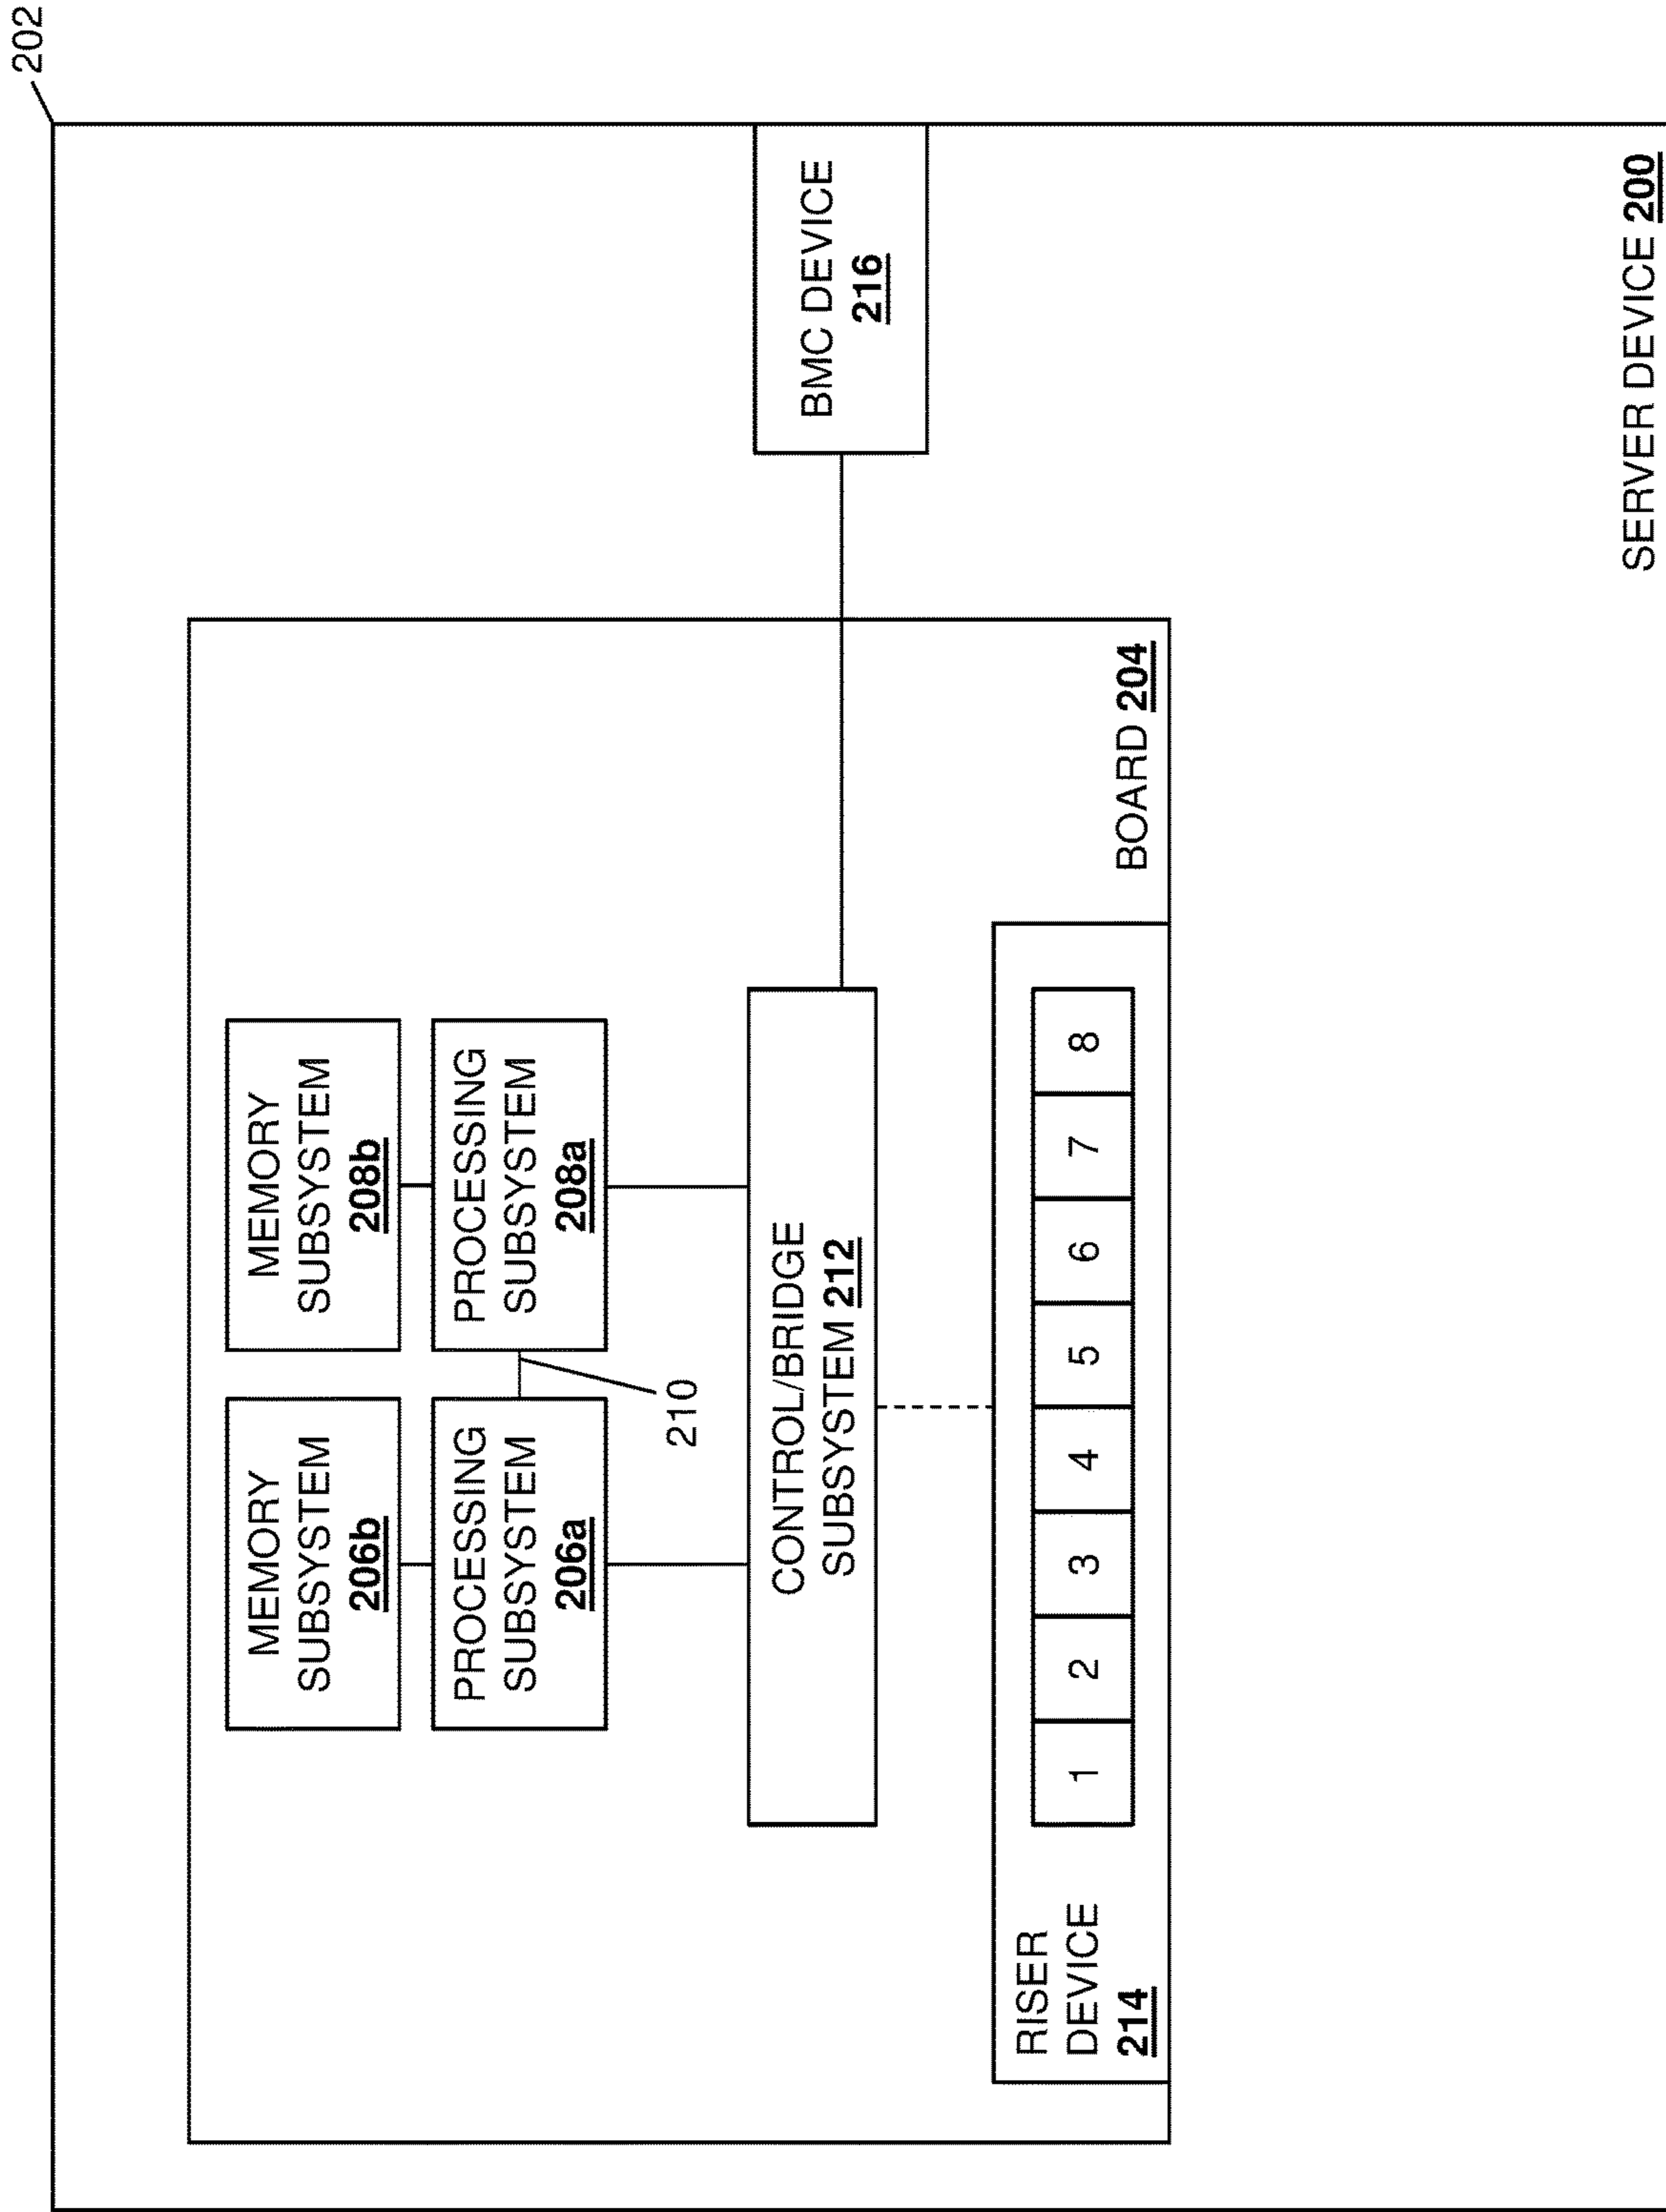 202
MEMORY
SUBSYSTEM
206b
MEMORY
SUBSYSTEM
208b
PROCESSING
SUBSYSTEM
206a
PROCESSING
SUBSYSTEM
208a
210
CONTROL/BRIDGE
SUBSYSTEM 212
BMC DEVICE
216
RISER
DEVICE
214
1 2 3 4 5 6 7 8
BOARD 204
SERVER DEVICE 200